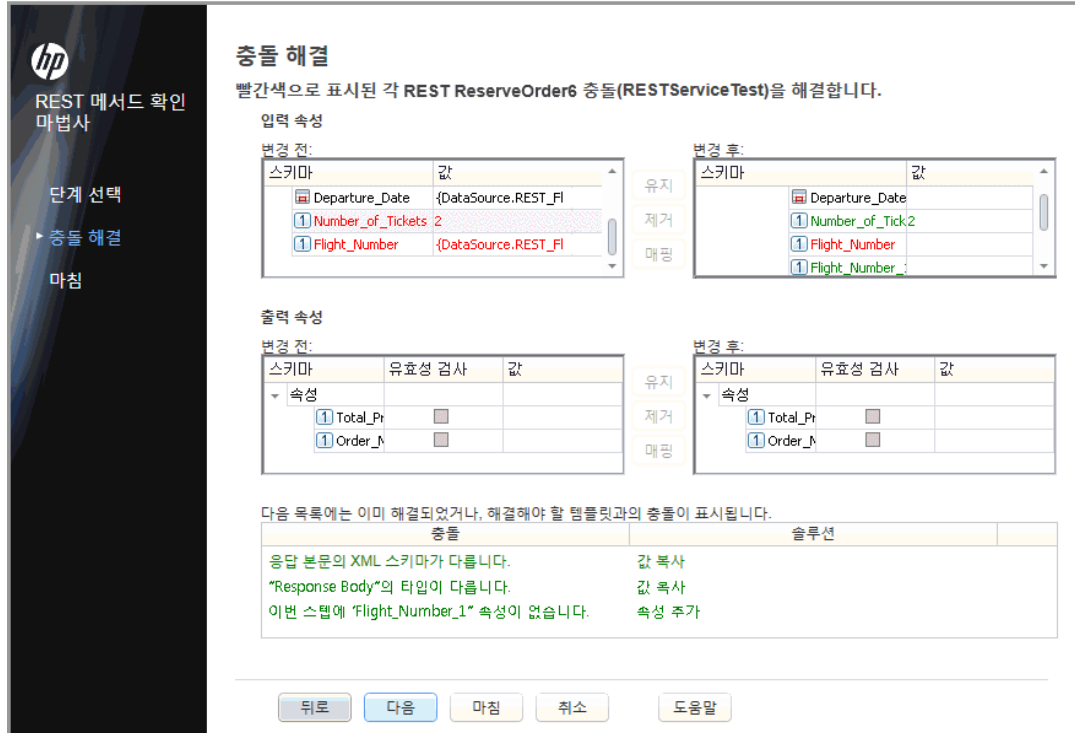 hp
REST 메서드 확인
마법사
단계 선택
충돌 해결
마침
충돌 해결
빨간색으로 표시된 각 REST ReserveOrder6 충돌(RESTServiceTest)을 해결합니다.
입력 속성
변경 전:
스키마 값
Departure_Date {DataSource.REST_Fl
1 Number_of_Tickets 2
1 Flight_Number {DataSource.REST_Fl
유지
제거
매핑
변경 후:
스키마 값
Departure_Date
1 Number_of_Tick 2
1 Flight_Number
1 Flight_Number_1
출력 속성
변경 전:
스키마 유효성 검사 값
속성
1 Total_Pr
1 Order_N
유지
제거
매핑
변경 후:
스키마 유효성 검사 값
속성
1 Total_Pr
1 Order_N
다음 목록에는 이미 해결되었거나, 해결해야 할 템플릿과의 충돌이 표시됩니다.
충돌 솔루션
응답 본문의 XML 스키마가 다릅니다. 값 복사
"Response Body"의 타입이 다릅니다. 값 복사
이번 스텝에 'Flight_Number_1" 속성이 없습니다. 속성 추가
뒤로 다음 마침 취소 도움말